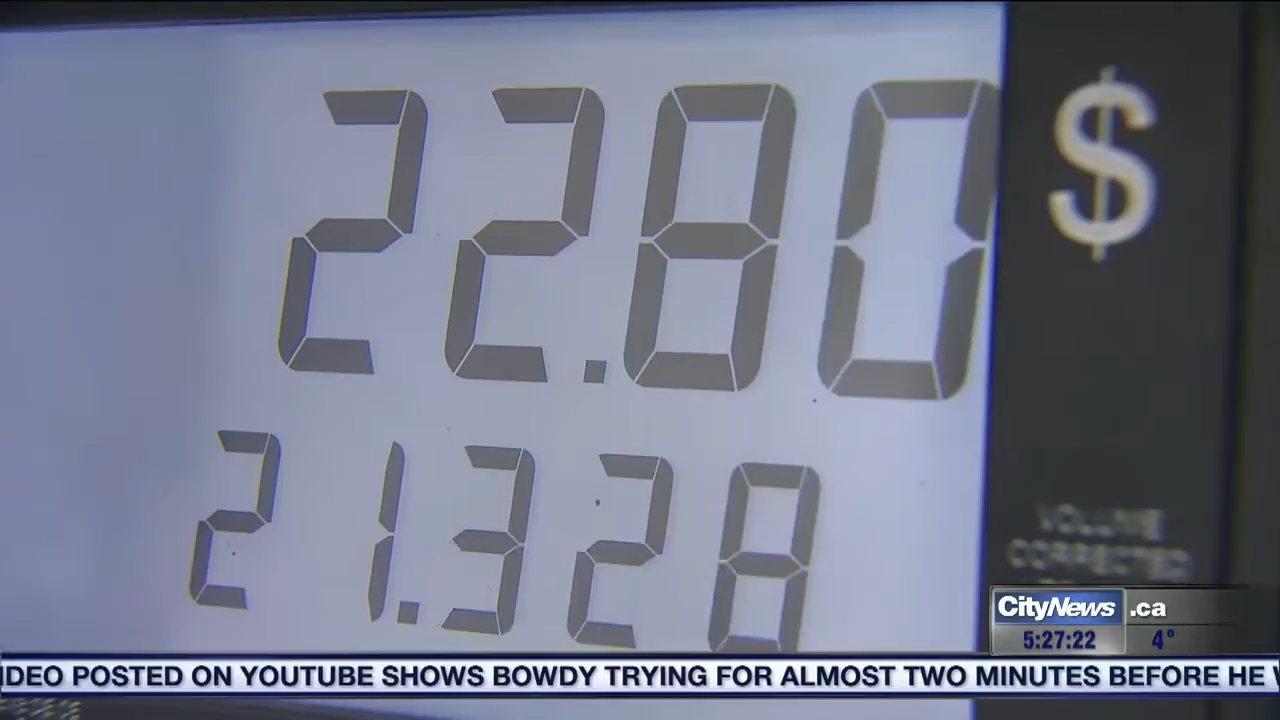 22.80 $
21.328
VOLUME
CORRECTED
CityNews .ca
5:27:22 4°
IDEO POSTED ON YOUTUBE SHOWS BOWDY TRYING FOR ALMOST TWO MINUTES BEFORE HE